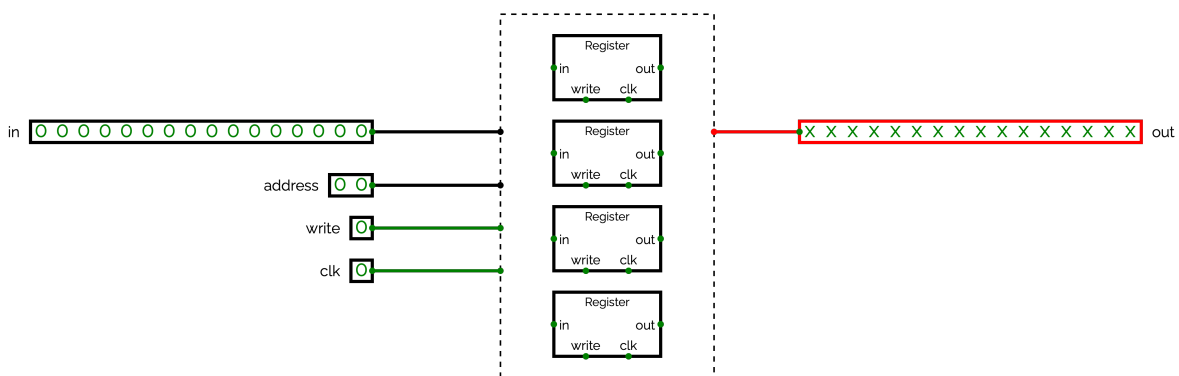 Register
in out
write clk
in 0 0 0 0 0 0 0 0 0 0 0 0 0 0 0 0
x x x x x x x x x x x x x x x x out
Register
in out
write clk
address 0 0
Register
write 0
in out
write clk
clk 0
Register
in out
write clk